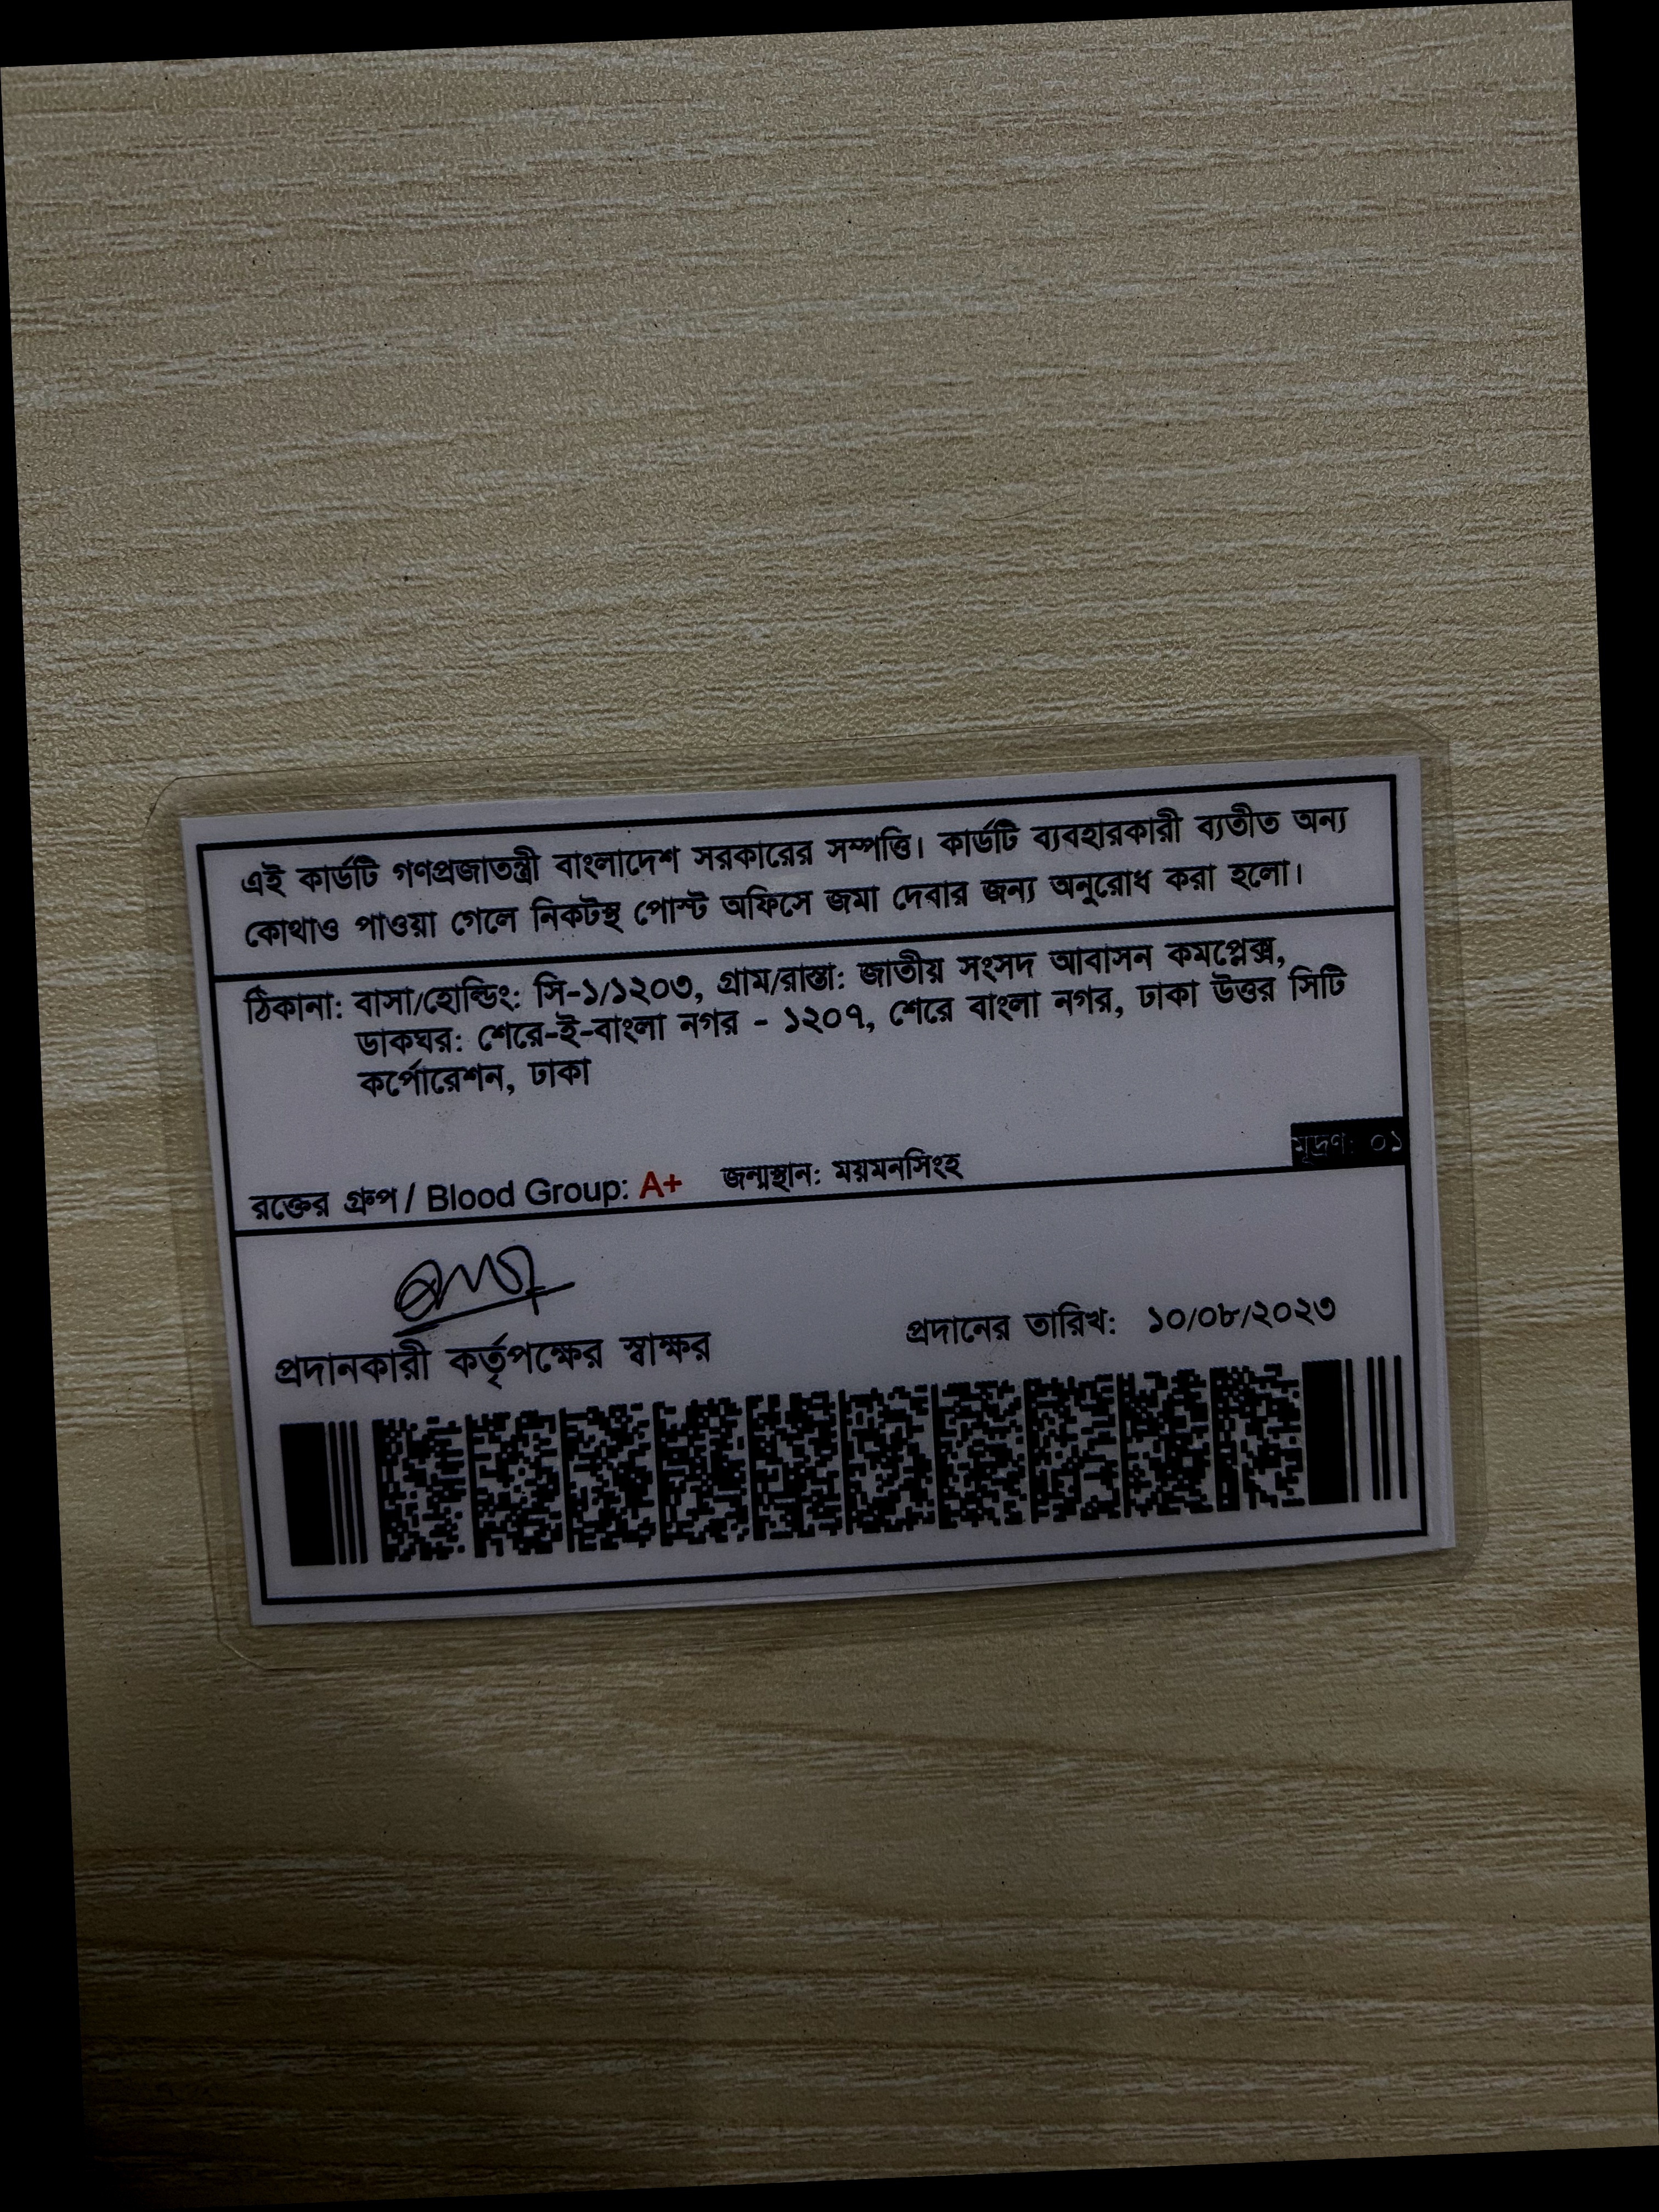 এই কার্ডটি গণপ্রজাতন্ত্রী বাংলাদেশ সরকারের সম্পত্তি। কার্ডটি ব্যবহারকারী ব্যতীত অন্য
কোথাও পাওয়া গেলে নিকটস্থ পোস্ট অফিসে জমা দেবার জন্য অনুরোধ করা হলো।
ঠিকানা: বাসা/হোল্ডিং: সি-১/১২০৩, গ্রাম/রাস্তা: জাতীয় সংসদ আবাসন কমপ্লেক্স,
ডাকঘর: শেরে-ই-বাংলা নগর - ১২০৭, শেরে বাংলা নগর, ঢাকা উত্তর সিটি
কর্পোরেশন, ঢাকা
রক্তের গ্রুপ / Blood Group: A+ জন্মস্থান: ময়মনসিংহ মূদ্রণ: ০১
প্রদানকারী কর্তৃপক্ষের স্বাক্ষর প্রদানের তারিখ: ১০/০৮/২০২৩